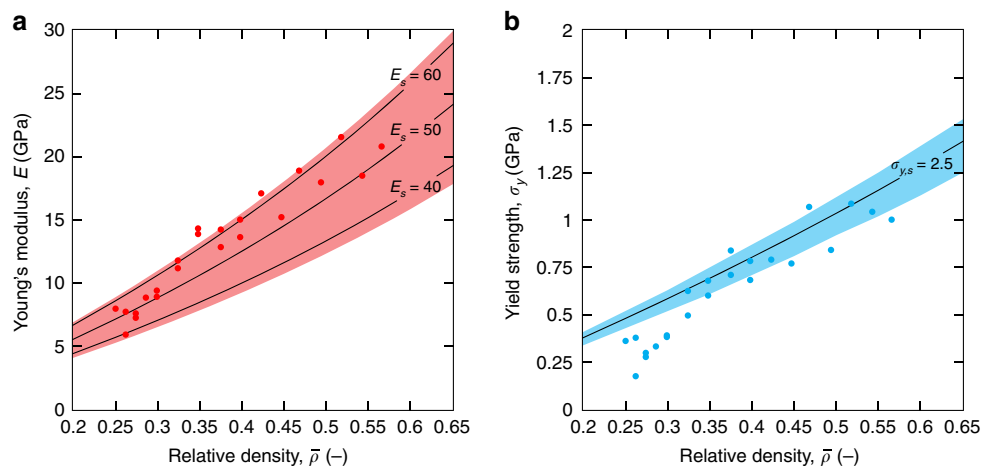 a
30
25
20
15
10
5
0
Young's modulus, E (GPa)
E_s = 60
E_s = 50
E_s = 40
0.2 0.25 0.3 0.35 0.4 0.45 0.5 0.55 0.6 0.65
Relative density, ρ̅ (–)
b
2
1.75
1.5
1.25
1
0.75
0.5
0.25
0
Yield strength, σ_y (GPa)
σ_y,s = 2.5
0.2 0.25 0.3 0.35 0.4 0.45 0.5 0.55 0.6 0.65
Relative density, ρ̅ (–)